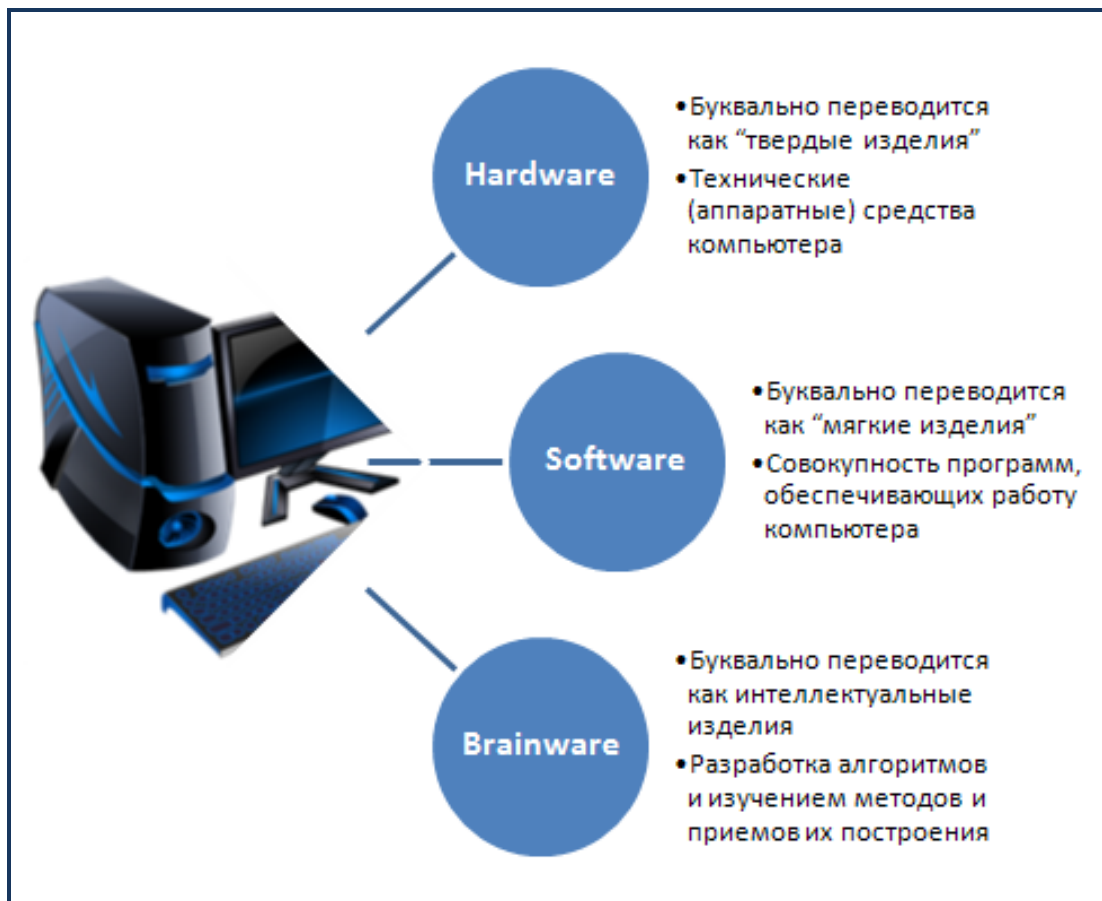 Hardware
•Буквально переводится
как “твердые изделия”
•Технические
(аппаратные) средства
компьютера
Software
•Буквально переводится
как “мягкие изделия”
•Совокупность программ,
обеспечивающих работу
компьютера
Brainware
•Буквально переводится
как интеллектуальные
изделия
•Разработка алгоритмов
и изучением методов и
приемов их построения